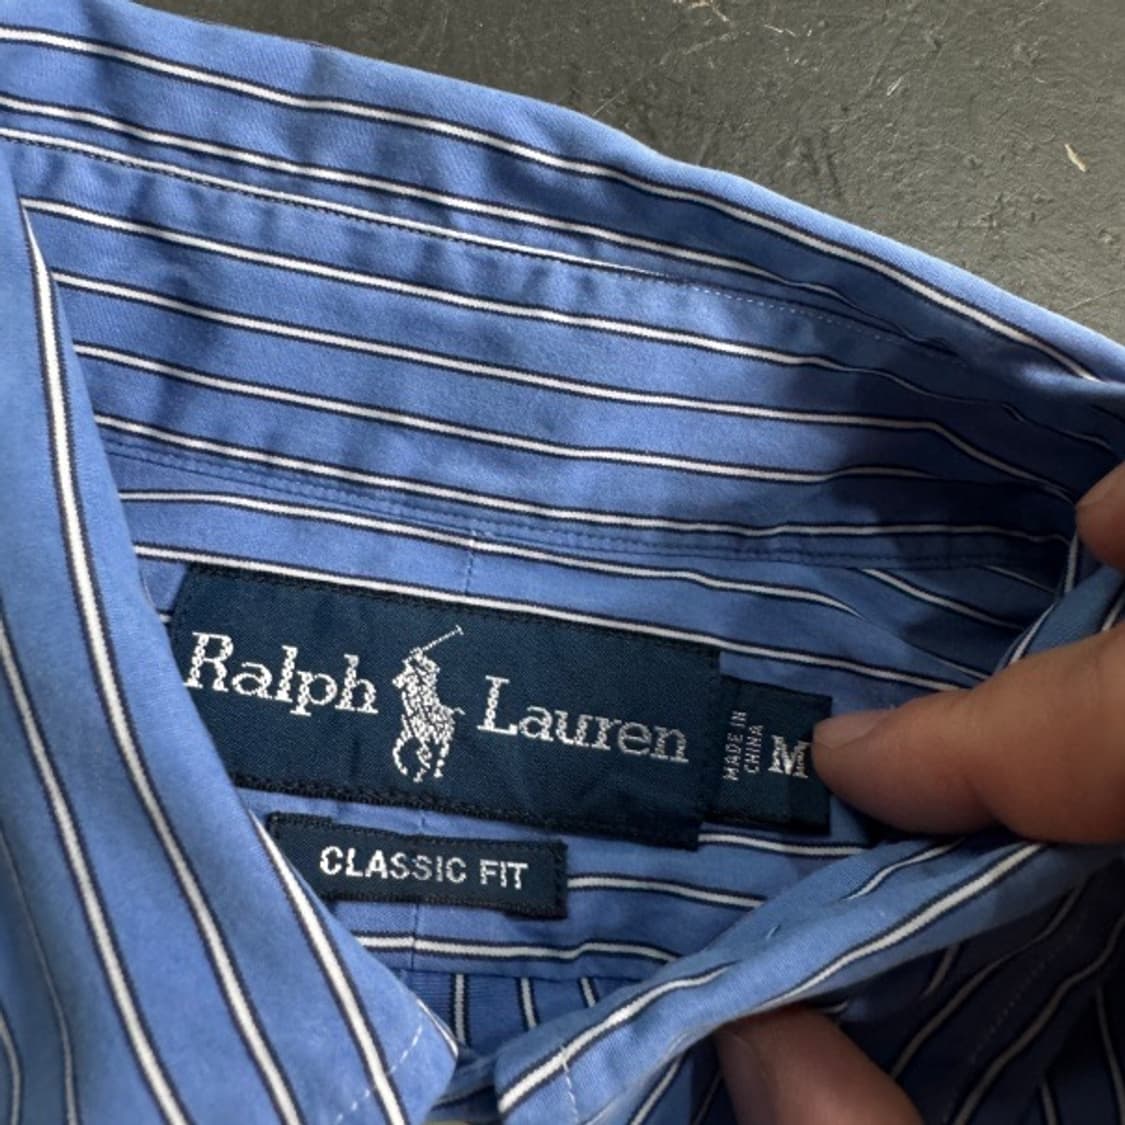 Ralph Lauren
MADE IN
CHINA
M
CLASSIC FIT